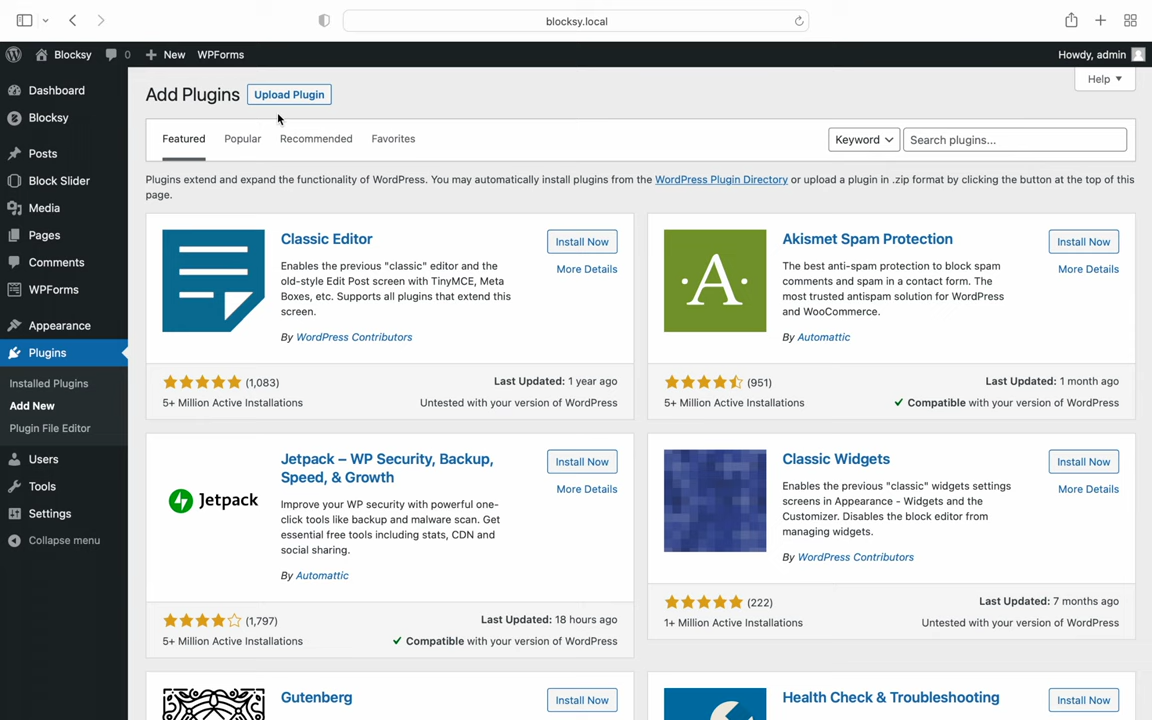 blocksy.local
Blocksy
0
New
WPForms
Howdy, admin
Dashboard
Blocksy
Posts
Block Slider
Media
Pages
Comments
WPForms
Appearance
Plugins
Installed Plugins
Add New
Plugin File Editor
Users
Tools
Settings
Collapse menu
Add Plugins
Upload Plugin
Help
Featured
Popular
Recommended
Favorites
Keyword
Search plugins...
Plugins extend and expand the functionality of WordPress. You may automatically install plugins from the WordPress Plugin Directory or upload a plugin in .zip format by clicking the button at the top of this
page.
Classic Editor
Install Now
More Details
Enables the previous "classic" editor and the
old-style Edit Post screen with TinyMCE, Meta
Boxes, etc. Supports all plugins that extend this
screen.
By WordPress Contributors
(1,083)
Last Updated: 1 year ago
5+ Million Active Installations
Untested with your version of WordPress
A
Akismet Spam Protection
Install Now
More Details
The best anti-spam protection to block spam
comments and spam in a contact form. The
most trusted antispam solution for WordPress
and WooCommerce.
By Automattic
(951)
Last Updated: 1 month ago
5+ Million Active Installations
Compatible with your version of WordPress
Jetpack
Jetpack – WP Security, Backup,
Speed, & Growth
Install Now
More Details
Improve your WP security with powerful one-
click tools like backup and malware scan. Get
essential free tools including stats, CDN and
social sharing.
By Automattic
(1,797)
Last Updated: 18 hours ago
5+ Million Active Installations
Compatible with your version of WordPress
Classic Widgets
Install Now
More Details
Enables the previous "classic" widgets settings
screens in Appearance - Widgets and the
Customizer. Disables the block editor from
managing widgets.
By WordPress Contributors
(222)
Last Updated: 7 months ago
1+ Million Active Installations
Untested with your version of WordPress
Gutenberg
Install Now
Health Check & Troubleshooting
Install Now